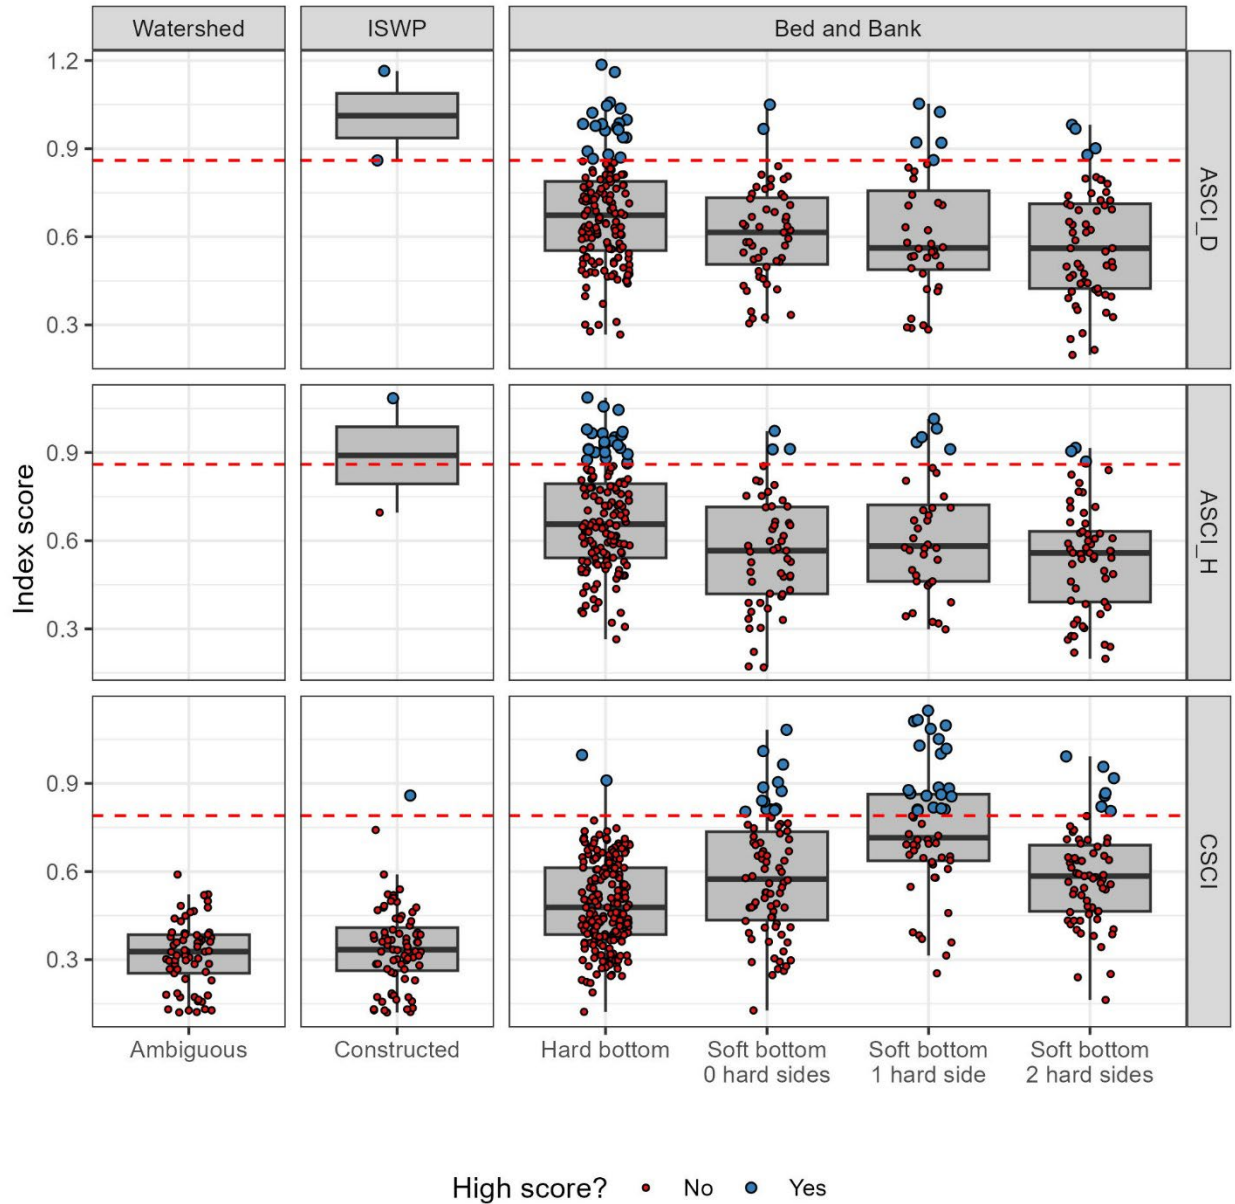 Watershed ISWP Bed and Bank
1.2
0.9
0.6
0.3
ASCI_D
0.9
0.6
0.3
ASCI_H
Index score
0.9
0.6
0.3
CSCI
Ambiguous Constructed Hard bottom Soft bottom Soft bottom Soft bottom
0 hard sides 1 hard side 2 hard sides
High score? No Yes